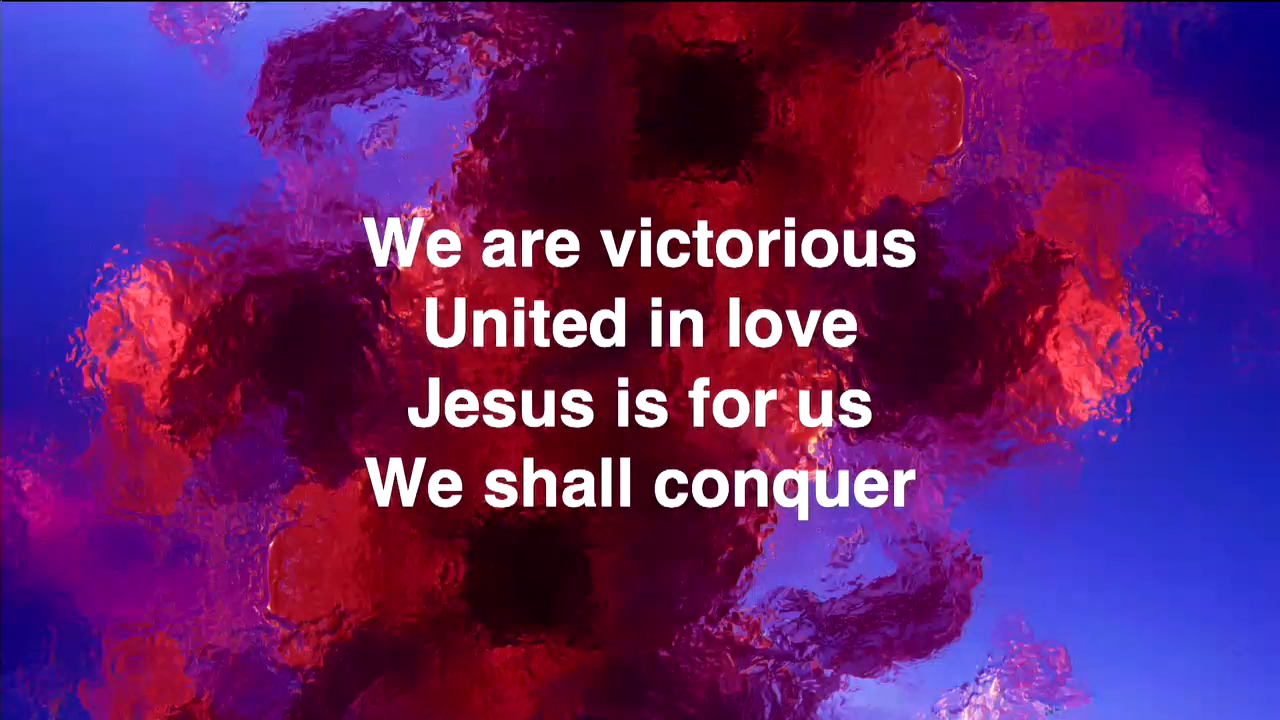 We are victorious
United in love
Jesus is for us
We shall conquer